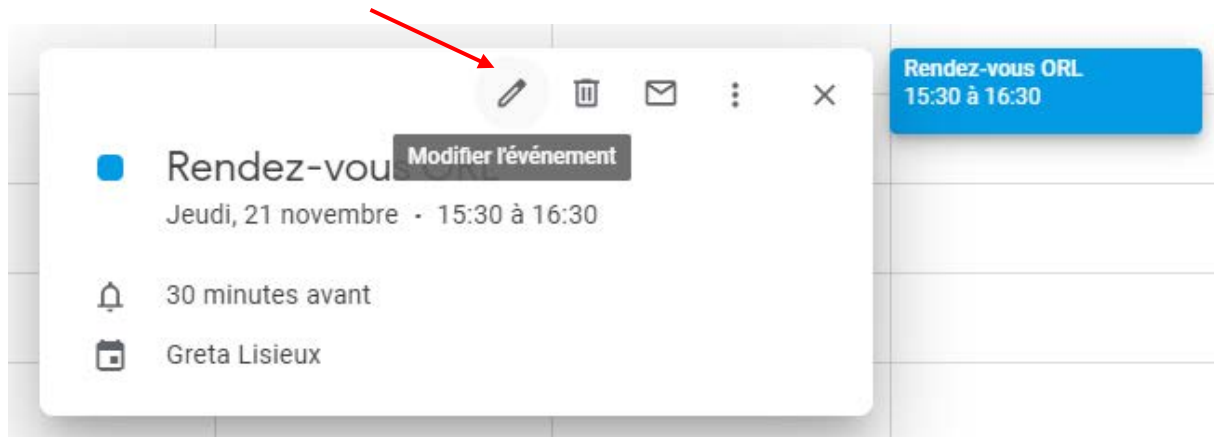 Rendez-vous ORL
15:30 à 16:30
Modifier l'événement
Rendez-vous ORL
Jeudi, 21 novembre · 15:30 à 16:30
30 minutes avant
Greta Lisieux